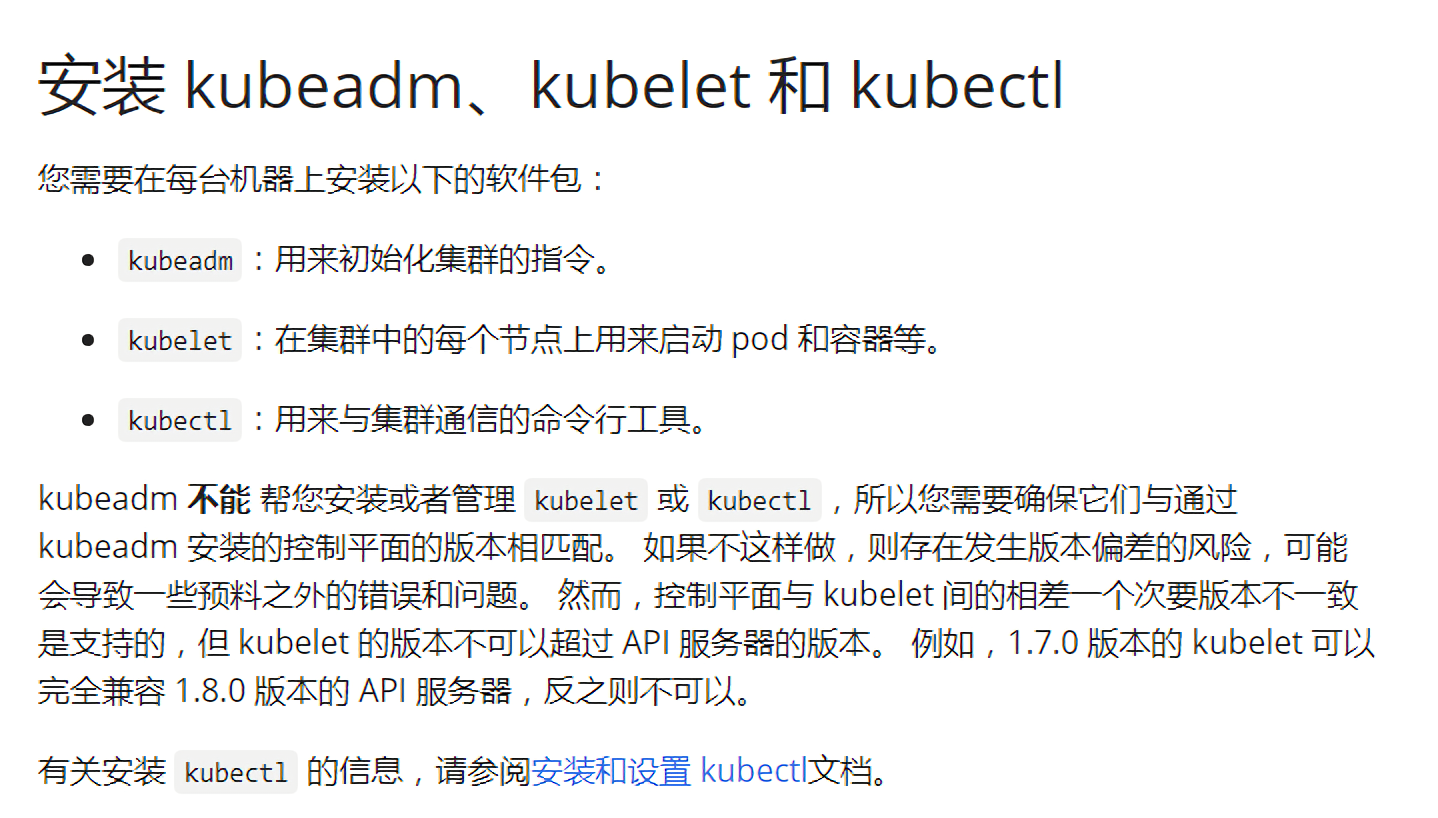 安装 kubeadm、kubelet 和 kubectl
您需要在每台机器上安装以下的软件包：
• kubeadm ：用来初始化集群的指令。
• kubelet ：在集群中的每个节点上用来启动 pod 和容器等。
• kubectl ：用来与集群通信的命令行工具。
kubeadm 不能 帮您安装或者管理 kubelet 或 kubectl ，所以您需要确保它们与通过
kubeadm 安装的控制平面的版本相匹配。 如果不这样做，则存在发生版本偏差的风险，可能
会导致一些预料之外的错误和问题。 然而，控制平面与 kubelet 间的相差一个次要版本不一致
是支持的，但 kubelet 的版本不可以超过 API 服务器的版本。 例如，1.7.0 版本的 kubelet 可以
完全兼容 1.8.0 版本的 API 服务器，反之则不可以。
有关安装 kubectl 的信息，请参阅安装和设置 kubectl文档。